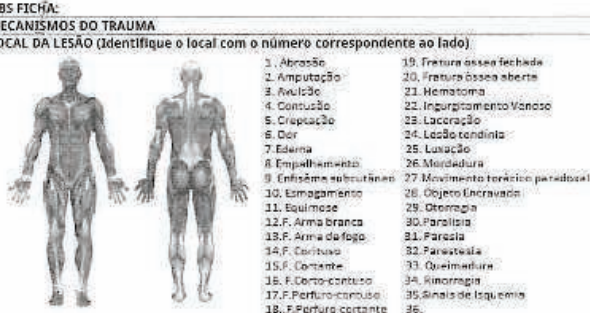 BS FICHA:
ECANISMOS DO TRAUMA
OCAL DA LESÃO (Identifique o local com o número correspondente ao lado)
1. Abrasão
2. Amputação
3. Avulsão
4. Contusão
5. Creptação
6. Dor
7. Edema
8. Empalhamento
9. Enfisema subcutâneo
10. Esmagamento
11. Equimose
12.F. Arma branca
13.F. Arma de fogo
14.F. Contuso
15.F. Cortante
16. F. Corto-contuso
17.F.Perfuro-contuso
18. F.Perfuro cortante
19. Fratura óssea fechada
20. Fratura óssea aberta
21. Hematoma
22. Ingurgitamento Venoso
23. Laceração
24. Lesão tendinia
25. Luxação
26. Mordedura
27. Movimento torácico paradoxal
28. Objeto Encravado
29. Otorragia
30. Paralisia
31. Paresia
32. Parestesia
33. Queimadura
34. Rinorragia
35. Sinais de Isquemia
36.